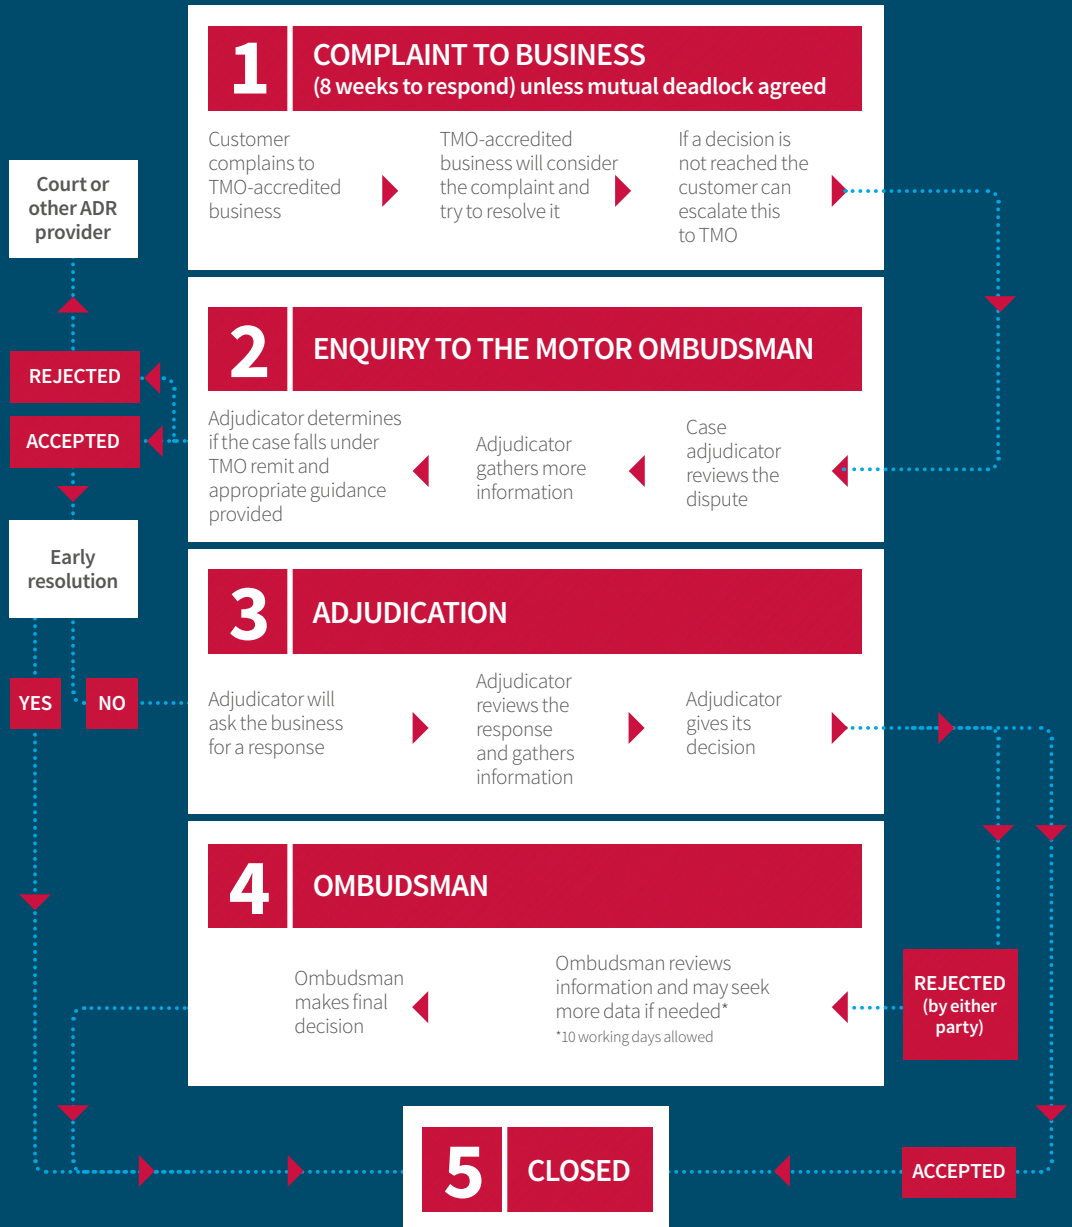 1
COMPLAINT TO BUSINESS
(8 weeks to respond) unless mutual deadlock agreed
Customer
complains to
TMO-accredited
business
TMO-accredited
business will consider
the complaint and
try to resolve it
If a decision is
not reached the
customer can
escalate this
to TMO
Court or
other ADR
provider
2
ENQUIRY TO THE MOTOR OMBUDSMAN
REJECTED
ACCEPTED
Adjudicator determines
if the case falls under
TMO remit and
appropriate guidance
provided
Adjudicator
gathers more
information
Case
adjudicator
reviews the
dispute
Early
resolution
YES
NO
3
ADJUDICATION
Adjudicator will
ask the business
for a response
Adjudicator
reviews the
response
and gathers
information
Adjudicator
gives its
decision
4
OMBUDSMAN
Ombudsman
makes final
decision
Ombudsman reviews
information and may seek
more data if needed*
*10 working days allowed
REJECTED
(by either
party)
5
CLOSED
ACCEPTED